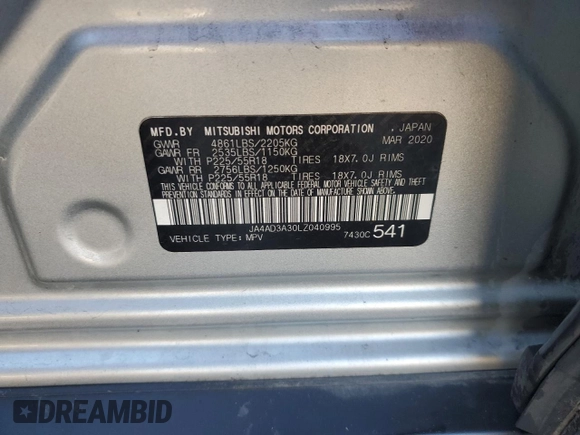 MFD.BY MITSUBISHI MOTORS CORPORATION , JAPAN
GVWR 4861LBS/2205KG MAR 2020
GAWR FR 2535LBS/1150KG
WITH P225/55R18 TIRES 18X7.0J RIMS
GAWR RR 2756LBS/1250KG
WITH P225/55R18 TIRES 18X7.0J RIMS
THIS VEHICLE CONFORMS TO ALL APPLICABLE FEDERAL MOTOR VEHICLE SAFETY AND THEFT
PREVENTION STANDARDS IN EFFECT ON THE DATE OF MANUFACTURE SHOWN ABOVE.
JA4AD3A30LZ040995
VEHICLE TYPE: MPV 7430C 541
DREAMBID